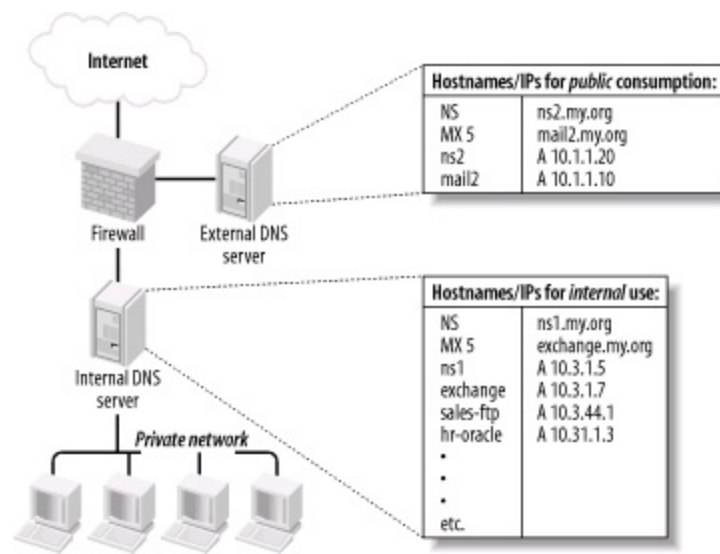 Internet
Firewall
External DNS
server
Hostnames/IPs for public consumption:
NS ns2.my.org
MX 5 mail2.my.org
ns2 A 10.1.1.20
mail2 A 10.1.1.10
Internal DNS
server
Private network
Hostnames/IPs for internal use:
NS ns1.my.org
MX 5 exchange.my.org
ns1 A 10.3.1.5
exchange A 10.3.1.7
sales-ftp A 10.3.44.1
hr-oracle A 10.31.1.3
•
•
•
etc.